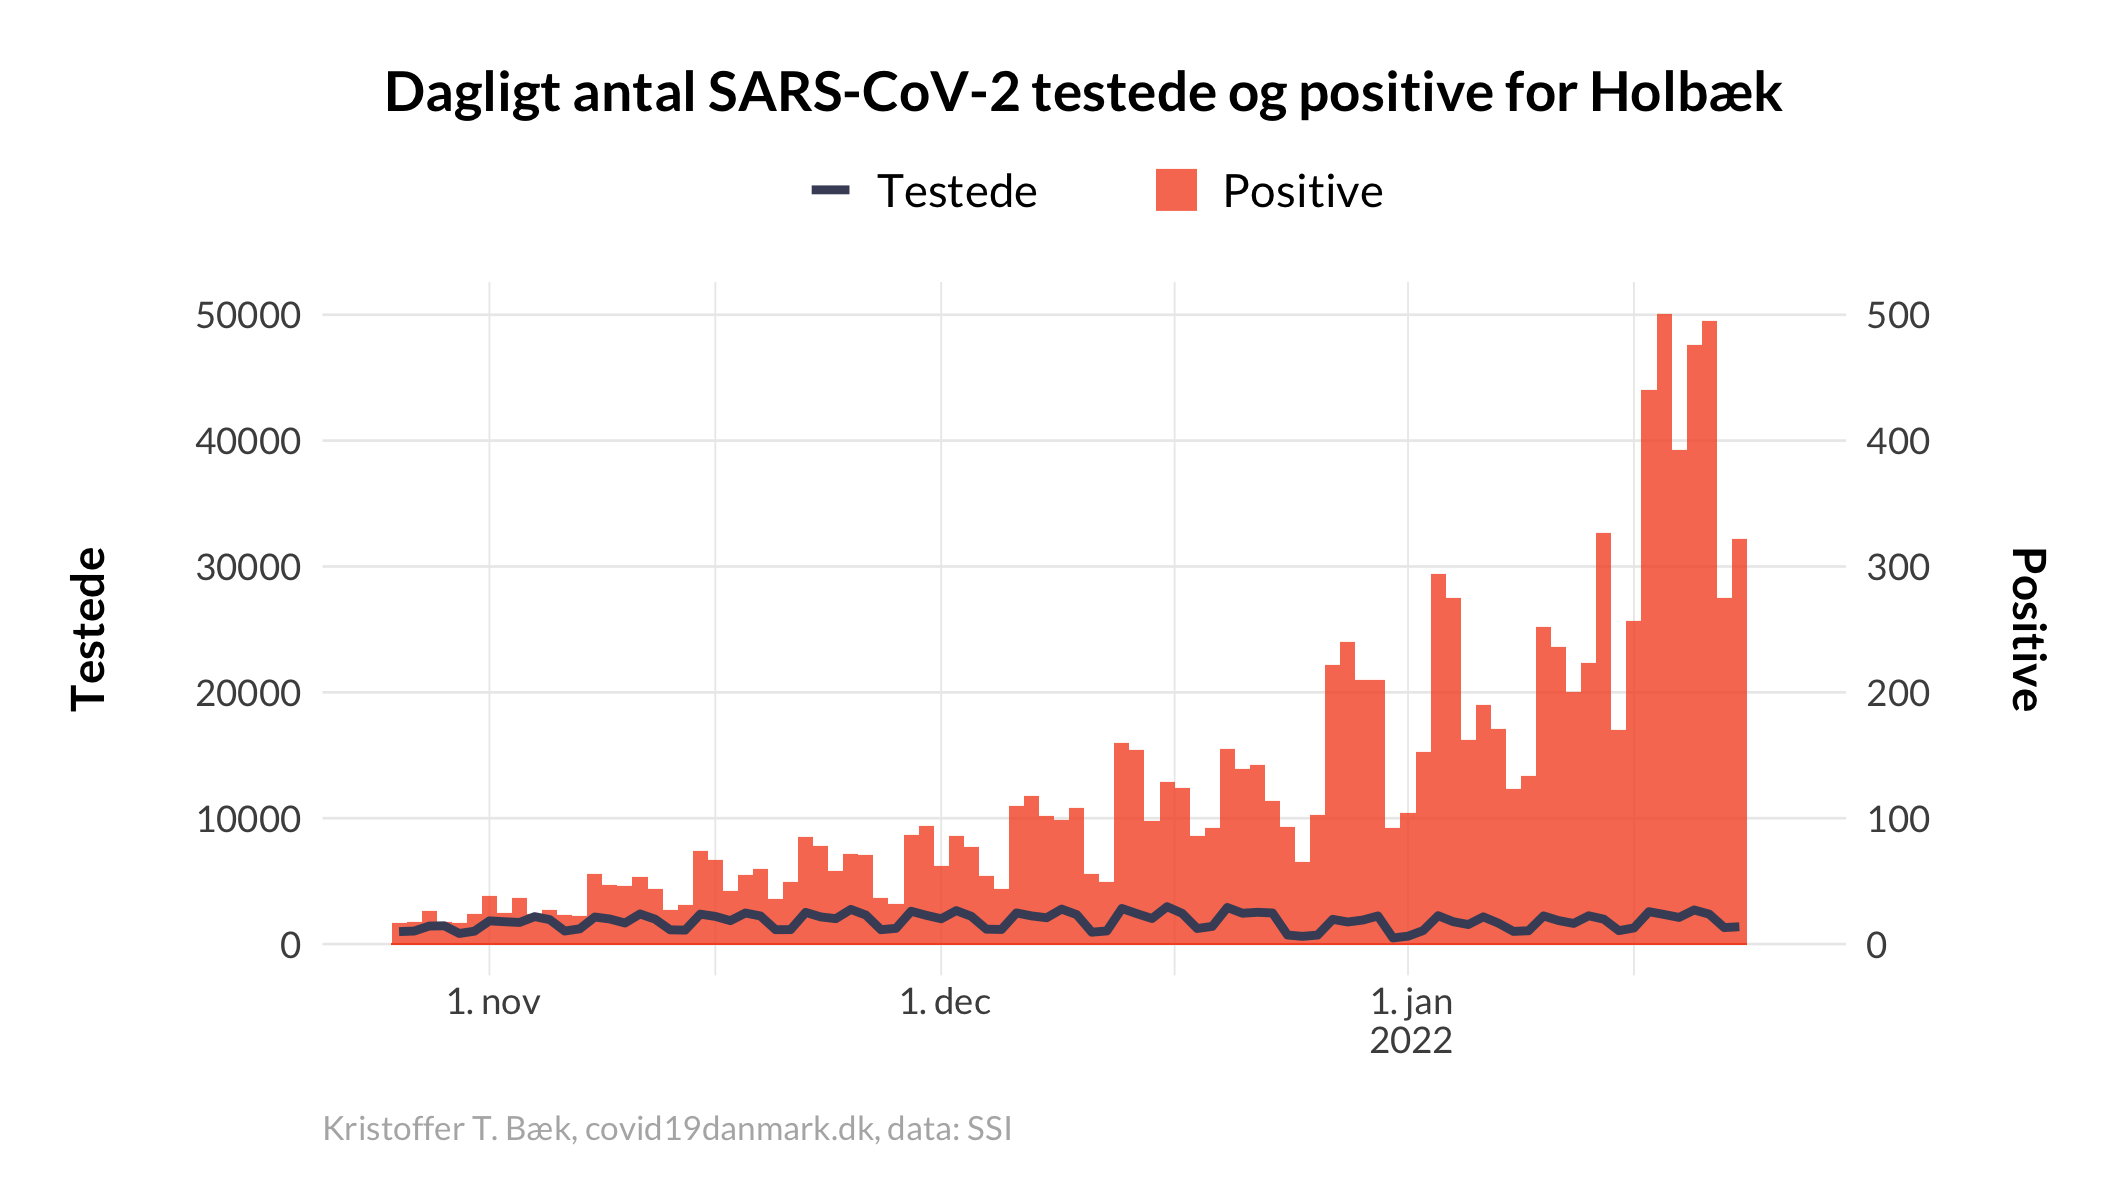 Dagligt antal SARS-CoV-2 testede og positive for Holbæk
Testede Positive
50000 500
40000 400
30000 300
20000 200
10000 100
0 0
Testede
Positive
1. nov 1. dec 1. jan
2022
Kristoffer T. Bæk, covid19danmark.dk, data: SSI